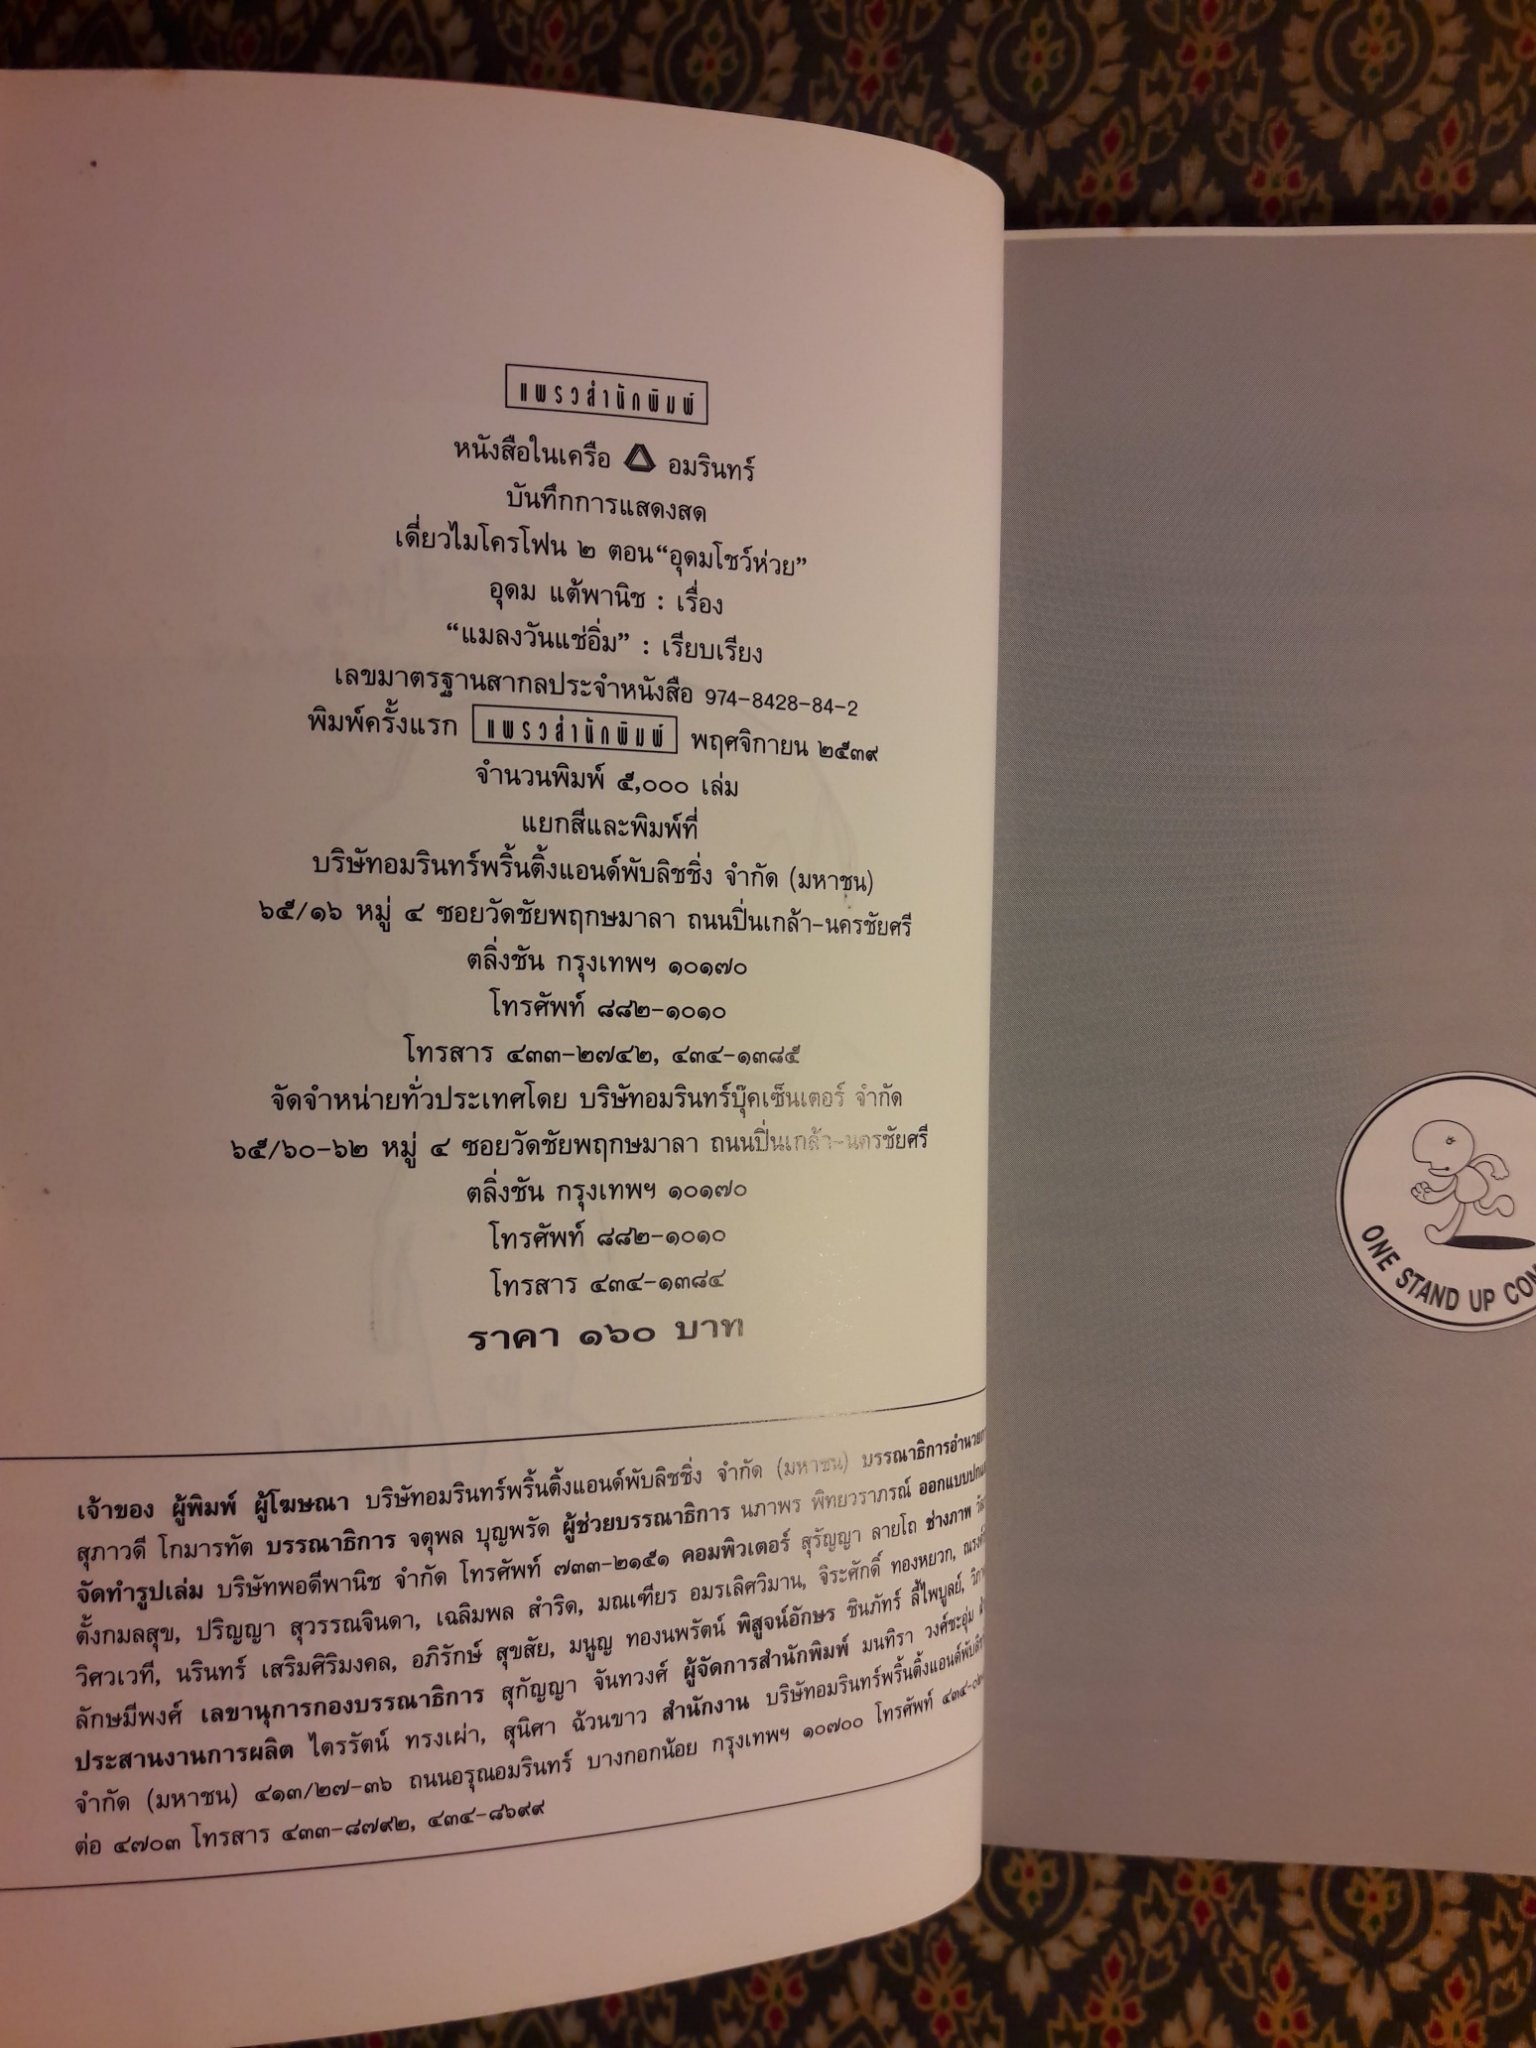 แพรวสำนักพิมพ์
หนังสือในเครือ อมรินทร์
บันทึกการแสดงสด
เดี่ยวไมโครโฟน ๒ ตอน“อุดมโชว์ห่วย”
อุดม แต้พานิช : เรื่อง
“แมลงวันแช่อิ่ม” : เรียบเรียง
เลขมาตรฐานสากลประจำหนังสือ 974-8428-84-2
พิมพ์ครั้งแรก แพรวสำนักพิมพ์ พฤศจิกายน ๒๕๓๙
จำนวนพิมพ์ ๕,๐๐๐ เล่ม
แยกสีและพิมพ์ที่
บริษัทอมรินทร์พริ้นติ้งแอนด์พับลิชชิ่ง จำกัด (มหาชน)
๖๕/๑๖ หมู่ ๔ ซอยวัดชัยพฤกษมาลา ถนนปิ่นเกล้า-นครชัยศรี
ตลิ่งชัน กรุงเทพฯ ๑๐๑๗๐
โทรศัพท์ ๘๘๒-๑๐๑๐
โทรสาร ๔๓๓-๒๗๔๒, ๔๓๔-๑๓๘๕
จัดจำหน่ายทั่วประเทศโดย บริษัทอมรินทร์บุ๊คเซ็นเตอร์ จำกัด
๖๕/๖๐-๖๒ หมู่ ๔ ซอยวัดชัยพฤกษมาลา ถนนปิ่นเกล้า-นครชัยศรี
ตลิ่งชัน กรุงเทพฯ ๑๐๑๗๐
โทรศัพท์ ๘๘๒-๑๐๑๐
โทรสาร ๔๓๔-๑๓๘๔
ราคา ๑๖๐ บาท
เจ้าของ ผู้พิมพ์ ผู้โฆษณา บริษัทอมรินทร์พริ้นติ้งแอนด์พับลิชชิ่ง จำกัด (มหาชน) บรรณาธิการอำนวยกา
สุภาวดี โกมารทัต บรรณาธิการ จตุพล บุญพรัด ผู้ช่วยบรรณาธิการ นภาพร พิทยวราภรณ์ ออกแบบปกแล
จัดทำรูปเล่ม บริษัทพอดีพานิช จำกัด โทรศัพท์ ๗๓๓-๒๑๕๑ คอมพิวเตอร์ สุรัญญา ลายโถ ช่างภาพ
ตั้งกมลสุข, ปริญญา สุวรรณจินดา, เฉลิมพล สำริด, มณเฑียร อมรเลิศวิมาน, จิระศักดิ์ ทองหยวก, ณรงค์
วิศวเวที, นรินทร์ เสริมศิริมงคล, อภิรักษ์ สุขสัย, มนูญ ทองนพรัตน์ พิสูจน์อักษร ชินภัทร์ ลี้ไพบูลย์, วิภา
ลักษมีพงศ์ เลขานุการกองบรรณาธิการ สุกัญญา จันทวงศ์ ผู้จัดการสำนักพิมพ์ มนทิรา วงศ์ชะอุ่ม
ประสานงานการผลิต ไตรรัตน์ ทรงเผ่า, สุนิศา ฉ้วนขาว สำนักงาน บริษัทอมรินทร์พริ้นติ้งแอนด์พับลิช
จำกัด (มหาชน) ๔๑๓/๒๗-๓๖ ถนนอรุณอมรินทร์ บางกอกน้อย กรุงเทพฯ ๑๐๗๐๐ โทรศัพท์
ต่อ ๔๗๐๓ โทรสาร ๔๓๓-๘๗๙๒, ๔๓๔-๘๖๙๙
ONE STAND UP COM